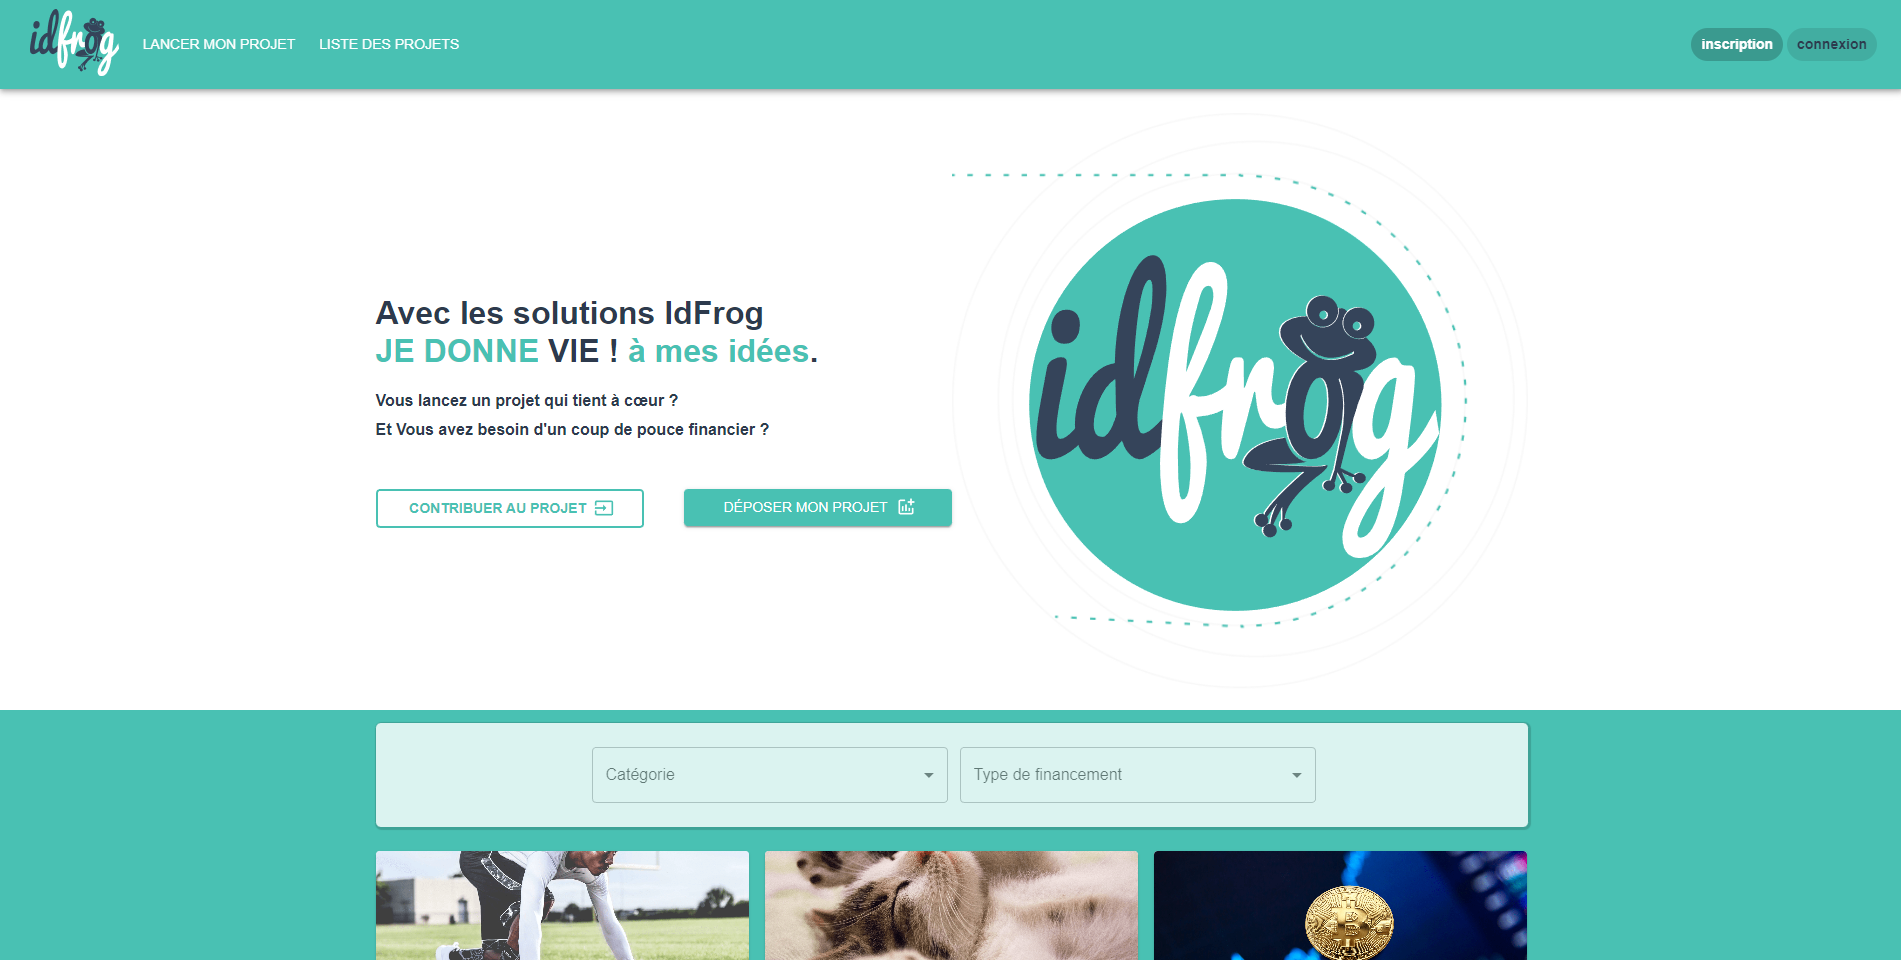 idfrog
LANCER MON PROJET
LISTE DES PROJETS
inscription
connexion
Avec les solutions IdFrog
JE DONNE VIE ! à mes idées.
Vous lancez un projet qui tient à cœur ?
Et Vous avez besoin d'un coup de pouce financier ?
CONTRIBUER AU PROJET
DÉPOSER MON PROJET
idfrog
Catégorie
Type de financement